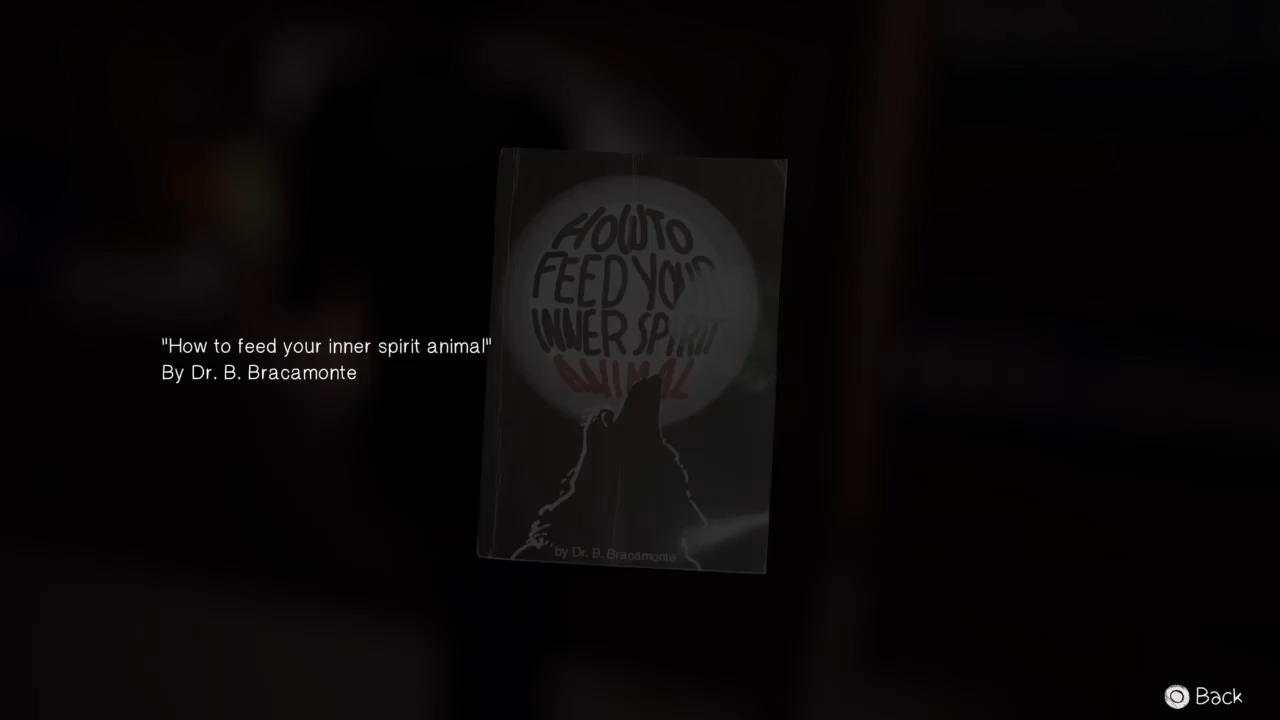 "How to feed your inner spirit animal"
By Dr. B. Bracamonte
HOW TO
FEED YOUR
INNER SPIRIT
ANIMAL
by Dr. B. Bracamonte
Back